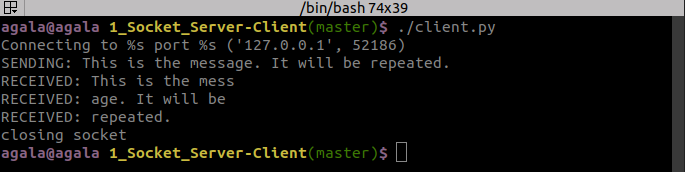 /bin/bash 74x39
agala@agala 1_Socket_Server-Client(master)$ ./client.py
Connecting to %s port %s ('127.0.0.1', 52186)
SENDING: This is the message. It will be repeated.
RECEIVED: This is the mess
RECEIVED: age. It will be
RECEIVED: repeated.
closing socket
agala@agala 1_Socket_Server-Client(master)$